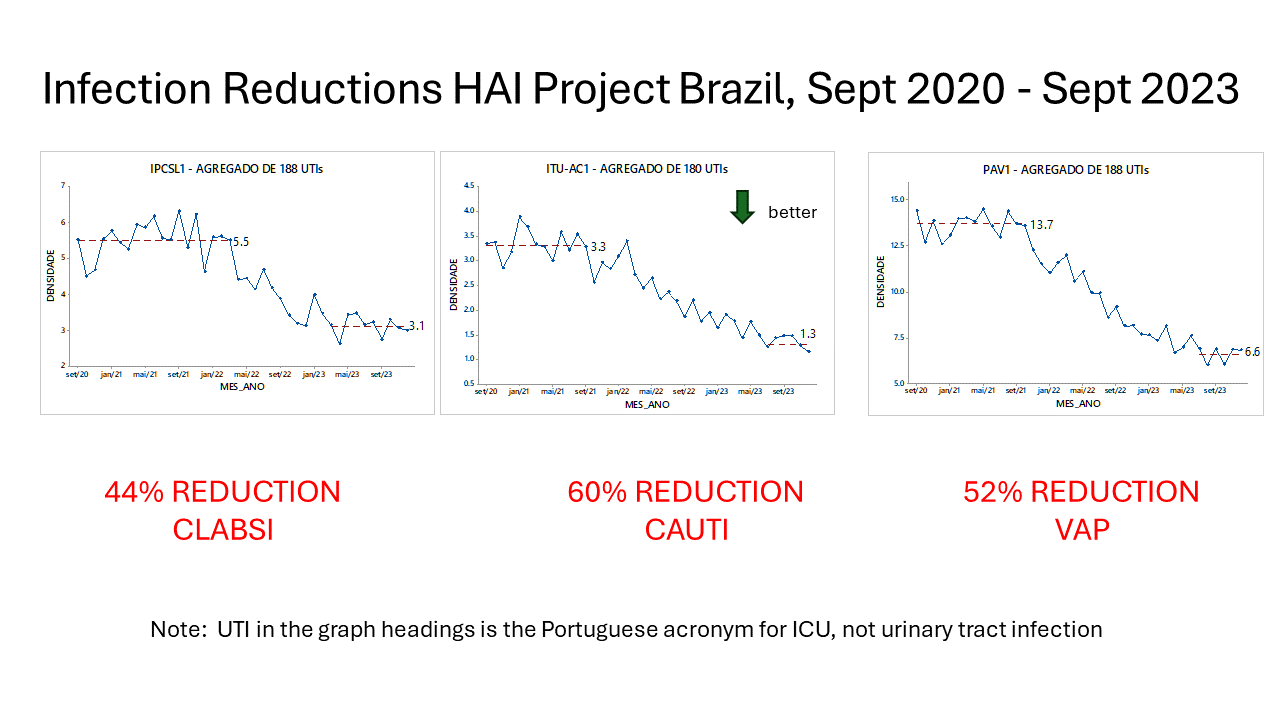 Infection Reductions HAI Project Brazil, Sept 2020 - Sept 2023
IPCSL1 - AGREGADO DE 188 UTIs
7
6
5
4
3
2
DENSIDADE
5.5
3.1
set/20 jan/21 mai/21 set/21 jan/22 mai/22 set/22 jan/23 mai/23 set/23
MES_ANO
ITU-AC1 - AGREGADO DE 180 UTIs
better
4.5
4.0
3.5
3.0
2.5
2.0
1.5
1.0
0.5
DENSIDADE
3.3
1.3
set/20 jan/21 mai/21 set/21 jan/22 mai/22 set/22 jan/23 mai/23 set/23
MES_ANO
PAV1 - AGREGADO DE 188 UTIs
15.0
12.5
10.0
7.5
5.0
DENSIDADE
13.7
6.6
set/20 jan/21 mai/21 set/21 jan/22 mai/22 set/22 jan/23 mai/23 set/23
MES_ANO
44% REDUCTION
CLABSI
60% REDUCTION
CAUTI
52% REDUCTION
VAP
Note: UTI in the graph headings is the Portuguese acronym for ICU, not urinary tract infection